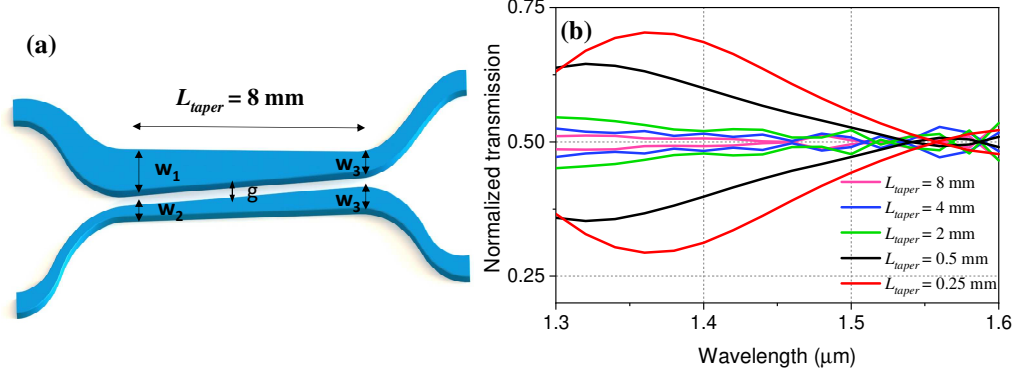 (a)
L_taper = 8 mm
w₁
w₃
g
w₂
w₃
(b)
Normalized transmission
0.75
0.50
0.25
1.3
1.4
1.5
1.6
Wavelength (μm)
L_taper = 8 mm
L_taper = 4 mm
L_taper = 2 mm
L_taper = 0.5 mm
L_taper = 0.25 mm